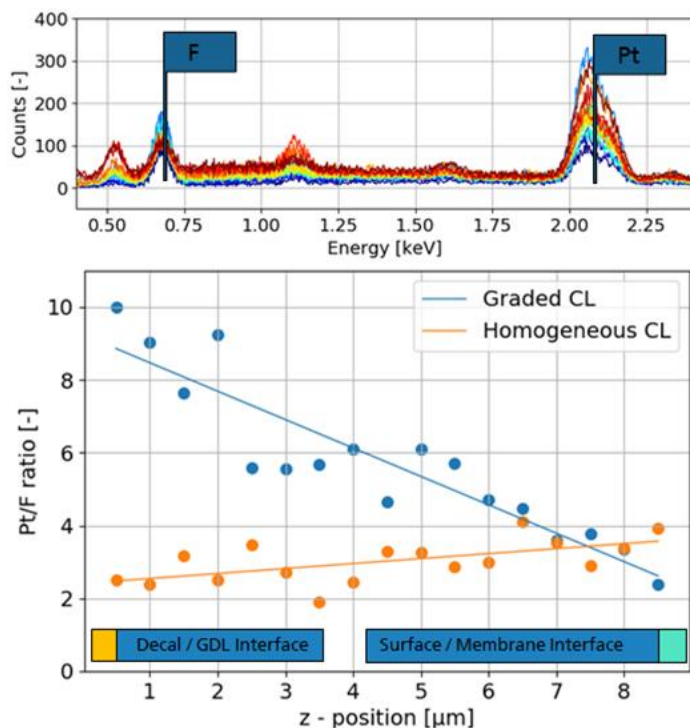 400
300
200
100
0
Counts [-]
F
Pt
0.50 0.75 1.00 1.25 1.50 1.75 2.00 2.25
Energy [keV]
10
8
6
4
2
0
Pt/F ratio [-]
Graded CL
Homogeneous CL
Decal / GDL Interface
Surface / Membrane Interface
1 2 3 4 5 6 7 8
z - position [µm]